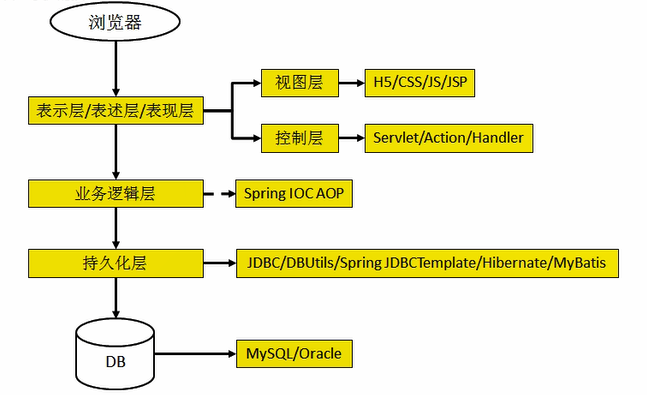 浏览器
视图层
H5/CSS/JS/JSP
表示层/表述层/表现层
控制层
Servlet/Action/Handler
业务逻辑层
Spring IOC AOP
持久化层
JDBC/DBUtils/Spring JDBCTemplate/Hibernate/MyBatis
DB
MySQL/Oracle